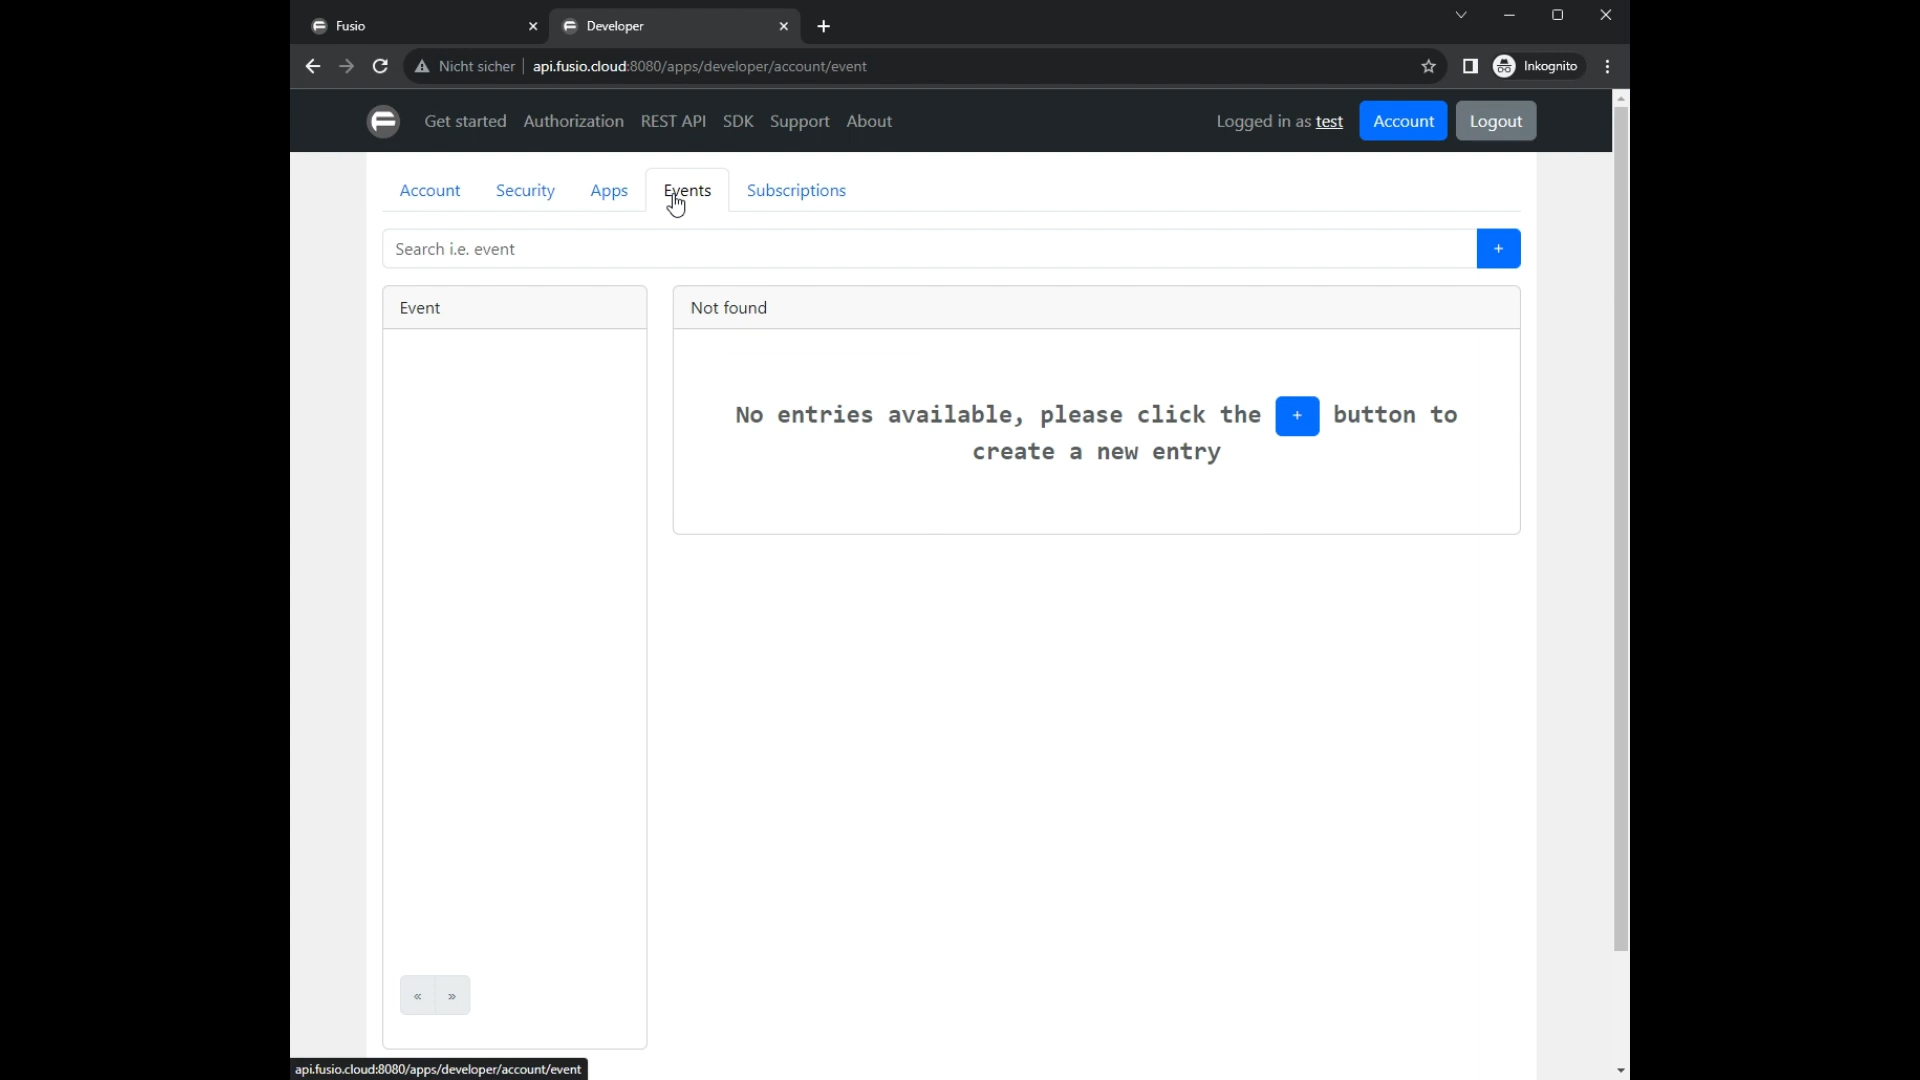 Fusio
Developer
Nicht sicher
api.fusio.cloud:8080/apps/developer/account/event
Inkognito
Get started Authorization REST API SDK Support About
Logged in as test Account Logout
Account Security Apps Events Subscriptions
Search i.e. event +
Event
Not found
No entries available, please click the + button to
create a new entry
« »
api.fusio.cloud:8080/apps/developer/account/event